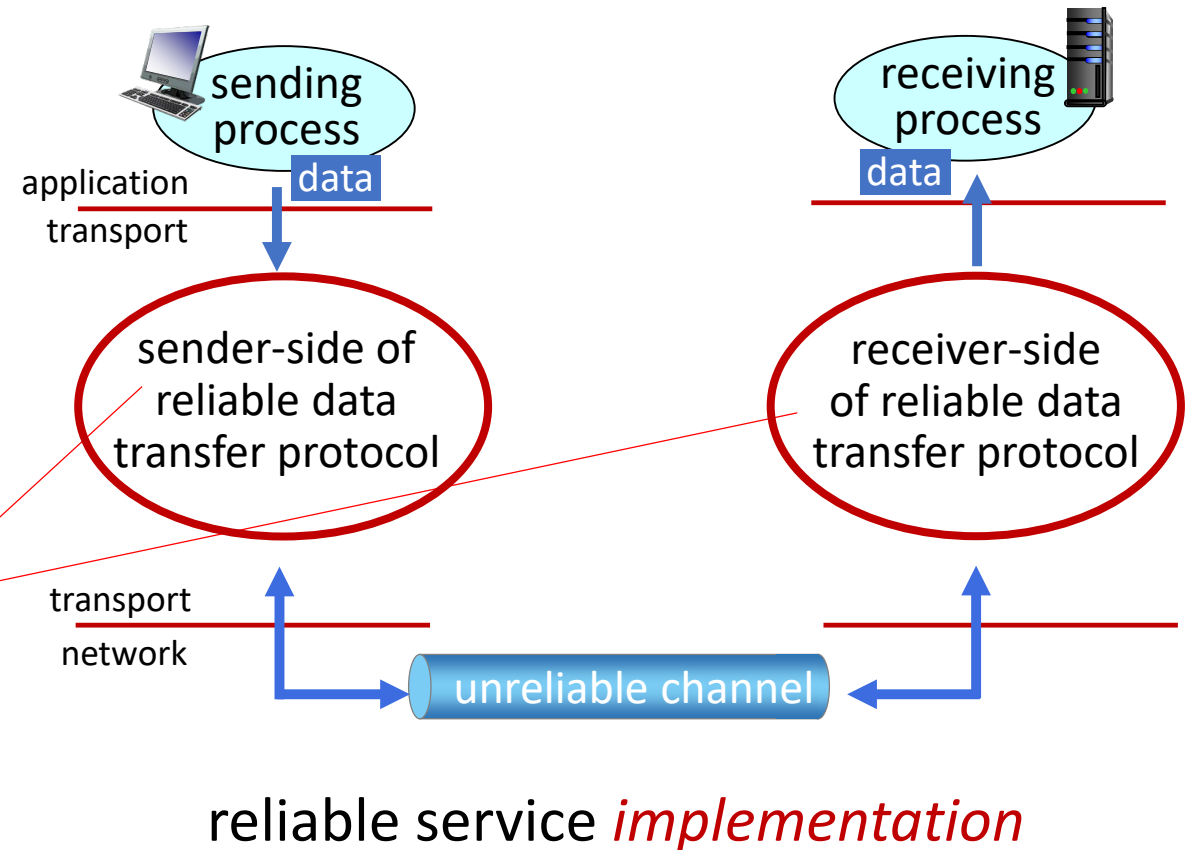 sending
process
data
application
transport
receiving
process
data
sender-side of
reliable data
transfer protocol
receiver-side
of reliable data
transfer protocol
transport
network
unreliable channel
reliable service implementation